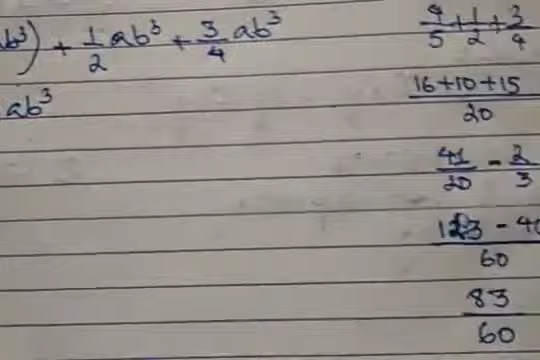 b³) + 1/2 ab³ + 3/4 ab³
4/5 + 1/2 + 3/4
ab³
16+10+15/20
41/20 - 2/3
123 - 40/60
83/60